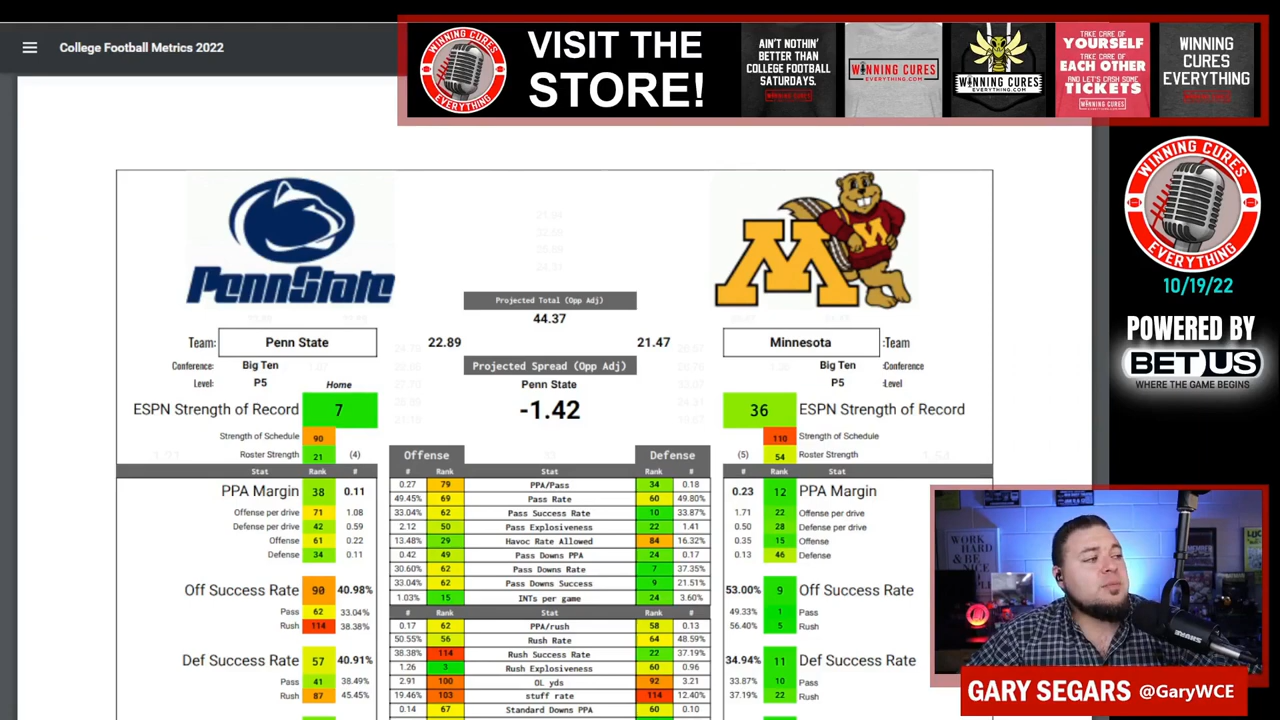 College Football Metrics 2022
WINNING CURES
EVERYTHING
VISIT THE
STORE!
AIN'T NOTHIN'
BETTER THAN
COLLEGE FOOTBALL
SATURDAYS.
WINNING CURES
EVERYTHING.COM
WINNING CURES
EVERYTHING.COM
TAKE CARE OF
YOURSELF
TAKE CARE OF
EACH OTHER
AND LET'S CASH SOME
TICKETS
WINNING CURES
WINNING
CURES
EVERYTHING
WINNING CURES
EVERYTHING
10/19/22
POWERED BY
BETUS
WHERE THE GAME BEGINS
PennState
M
Projected Total (Opp Adj)
44.37
Team: Penn State 22.89 21.47 Minnesota :Team
Conference: Big Ten Projected Spread (Opp Adj) Big Ten :Conference
Level: P5 Home Penn State P5 :Level
ESPN Strength of Record 7 -1.42 36 ESPN Strength of Record
Strength of Schedule 90 110 Strength of Schedule
Roster Strength 21 (4) Offense Defense (5) 54 Roster Strength
Stat Rank # # Rank Stat Rank # # Rank Stat
PPA Margin 38 0.11 0.23 12 PPA Margin
Offense per drive 71 1.08 1.71 22 Offense per drive
Defense per drive 42 0.59 0.50 28 Defense per drive
Offense 61 0.22 0.35 15 Offense
Defense 34 0.11 0.13 46 Defense
Off Success Rate 90 40.98% 53.00% 9 Off Success Rate
Pass 62 33.04% 49.33% 1 Pass
Rush 114 38.38% 56.40% 5 Rush
Def Success Rate 57 40.91% 34.94% 11 Def Success Rate
Pass 41 38.49% 33.87% 10 Pass
Rush 87 45.45% 37.19% 22 Rush
0.27 79 PPA/Pass 34 0.18
49.45% 69 Pass Rate 60 49.80%
33.04% 62 Pass Success Rate 10 33.87%
2.12 50 Pass Explosiveness 22 1.41
13.48% 29 Havoc Rate Allowed 84 16.32%
0.42 49 Pass Downs PPA 24 0.17
30.60% 62 Pass Downs Rate 7 37.35%
33.04% 62 Pass Downs Success 9 21.51%
1.03% 15 INTs per game 24 3.60%
# Rank Stat Rank #
0.17 62 PPA/rush 58 0.13
50.55% 56 Rush Rate 64 48.59%
38.38% 114 Rush Success Rate 22 37.19%
1.26 3 Rush Explosiveness 60 0.96
2.91 100 OL yds 92 3.21
19.46% 103 stuff rate 114 12.40%
0.14 67 Standard Downs PPA 60 0.10
WORK
HARD
& BE
GARY SEGARS @GaryWCE